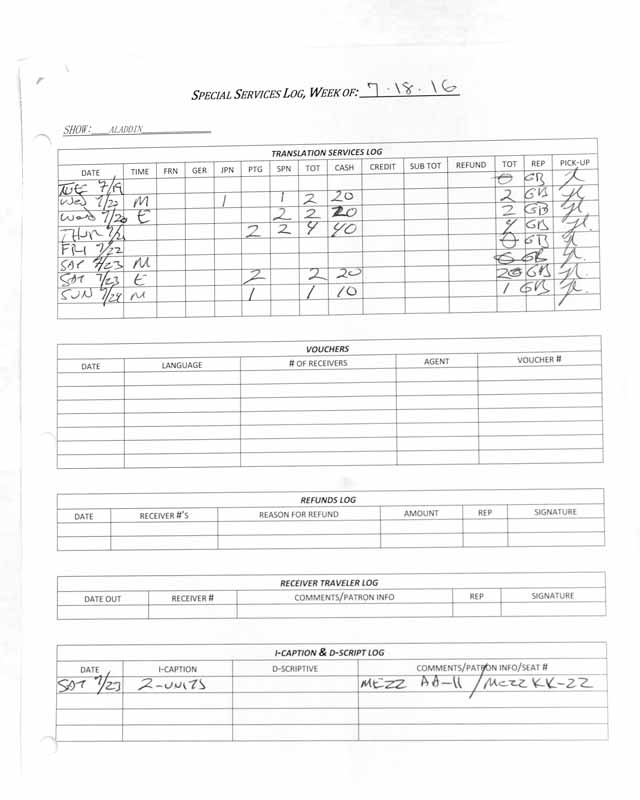 SPECIAL SERVICES LOG, WEEK OF: 7.18.16
SHOW: ALADDIN
TRANSLATION SERVICES LOG
DATE TIME FRN GER JPN PTG SPN TOT CASH CREDIT SUB TOT REFUND TOT REP PICK-UP
TUE 7/19 0 GB
WED 7/20 M 1 1 2 20 2 GB
WED 7/20 E 2 2 20 2 GB
THUR 7/21 2 2 4 40 4 GB
FRI 7/22 0 GB
SAT 7/23 M 0 GB
SAT 7/23 E 2 2 20 GB
SUN 7/24 M 1 1 10 1 GB
VOUCHERS
DATE LANGUAGE # OF RECEIVERS AGENT VOUCHER #
REFUNDS LOG
DATE RECEIVER #'S REASON FOR REFUND AMOUNT REP SIGNATURE
RECEIVER TRAVELER LOG
DATE OUT RECEIVER # COMMENTS/PATRON INFO REP SIGNATURE
I-CAPTION & D-SCRIPT LOG
DATE I-CAPTION D-SCRIPTIVE COMMENTS/PATRON INFO/SEAT #
SAT 7/23 2-UNITS MEZZ AA-11 / MEZZ KK-22